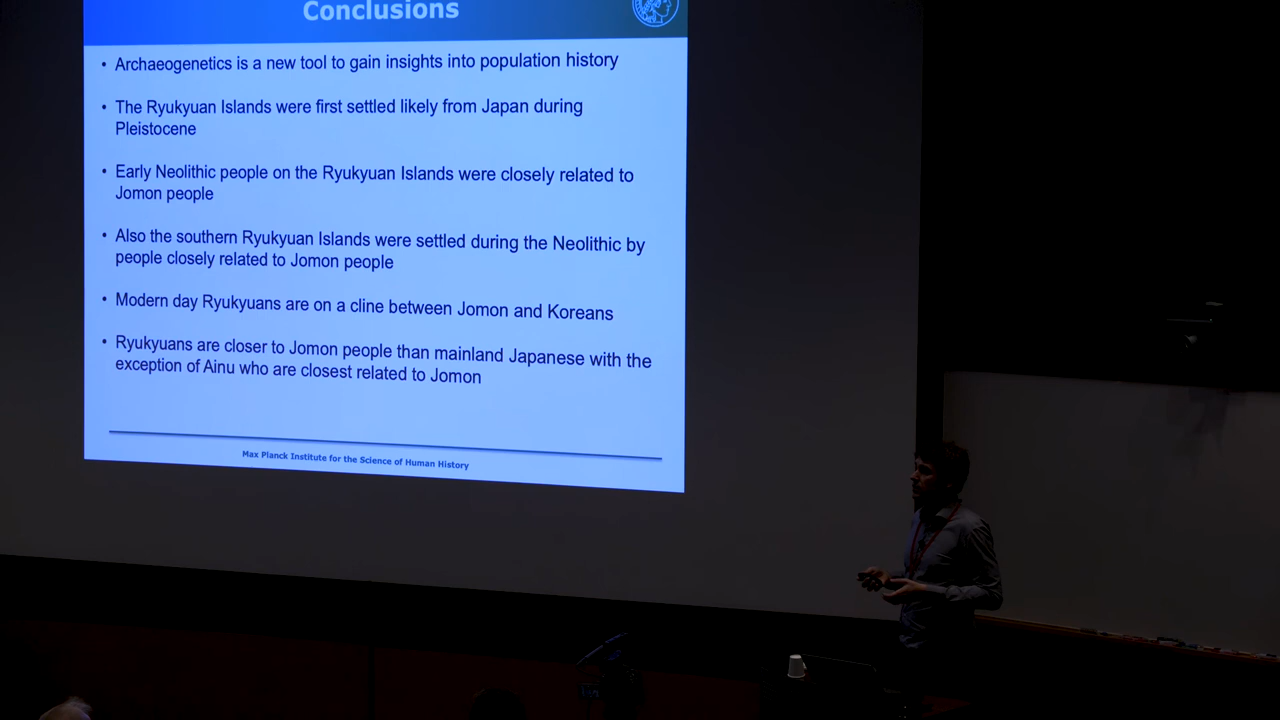 Conclusions
• Archaeogenetics is a new tool to gain insights into population history
• The Ryukyuan Islands were first settled likely from Japan during
Pleistocene
• Early Neolithic people on the Ryukyuan Islands were closely related to
Jomon people
• Also the southern Ryukyuan Islands were settled during the Neolithic by
people closely related to Jomon people
• Modern day Ryukyuans are on a cline between Jomon and Koreans
• Ryukyuans are closer to Jomon people than mainland Japanese with the
exception of Ainu who are closest related to Jomon
Max Planck Institute for the Science of Human History